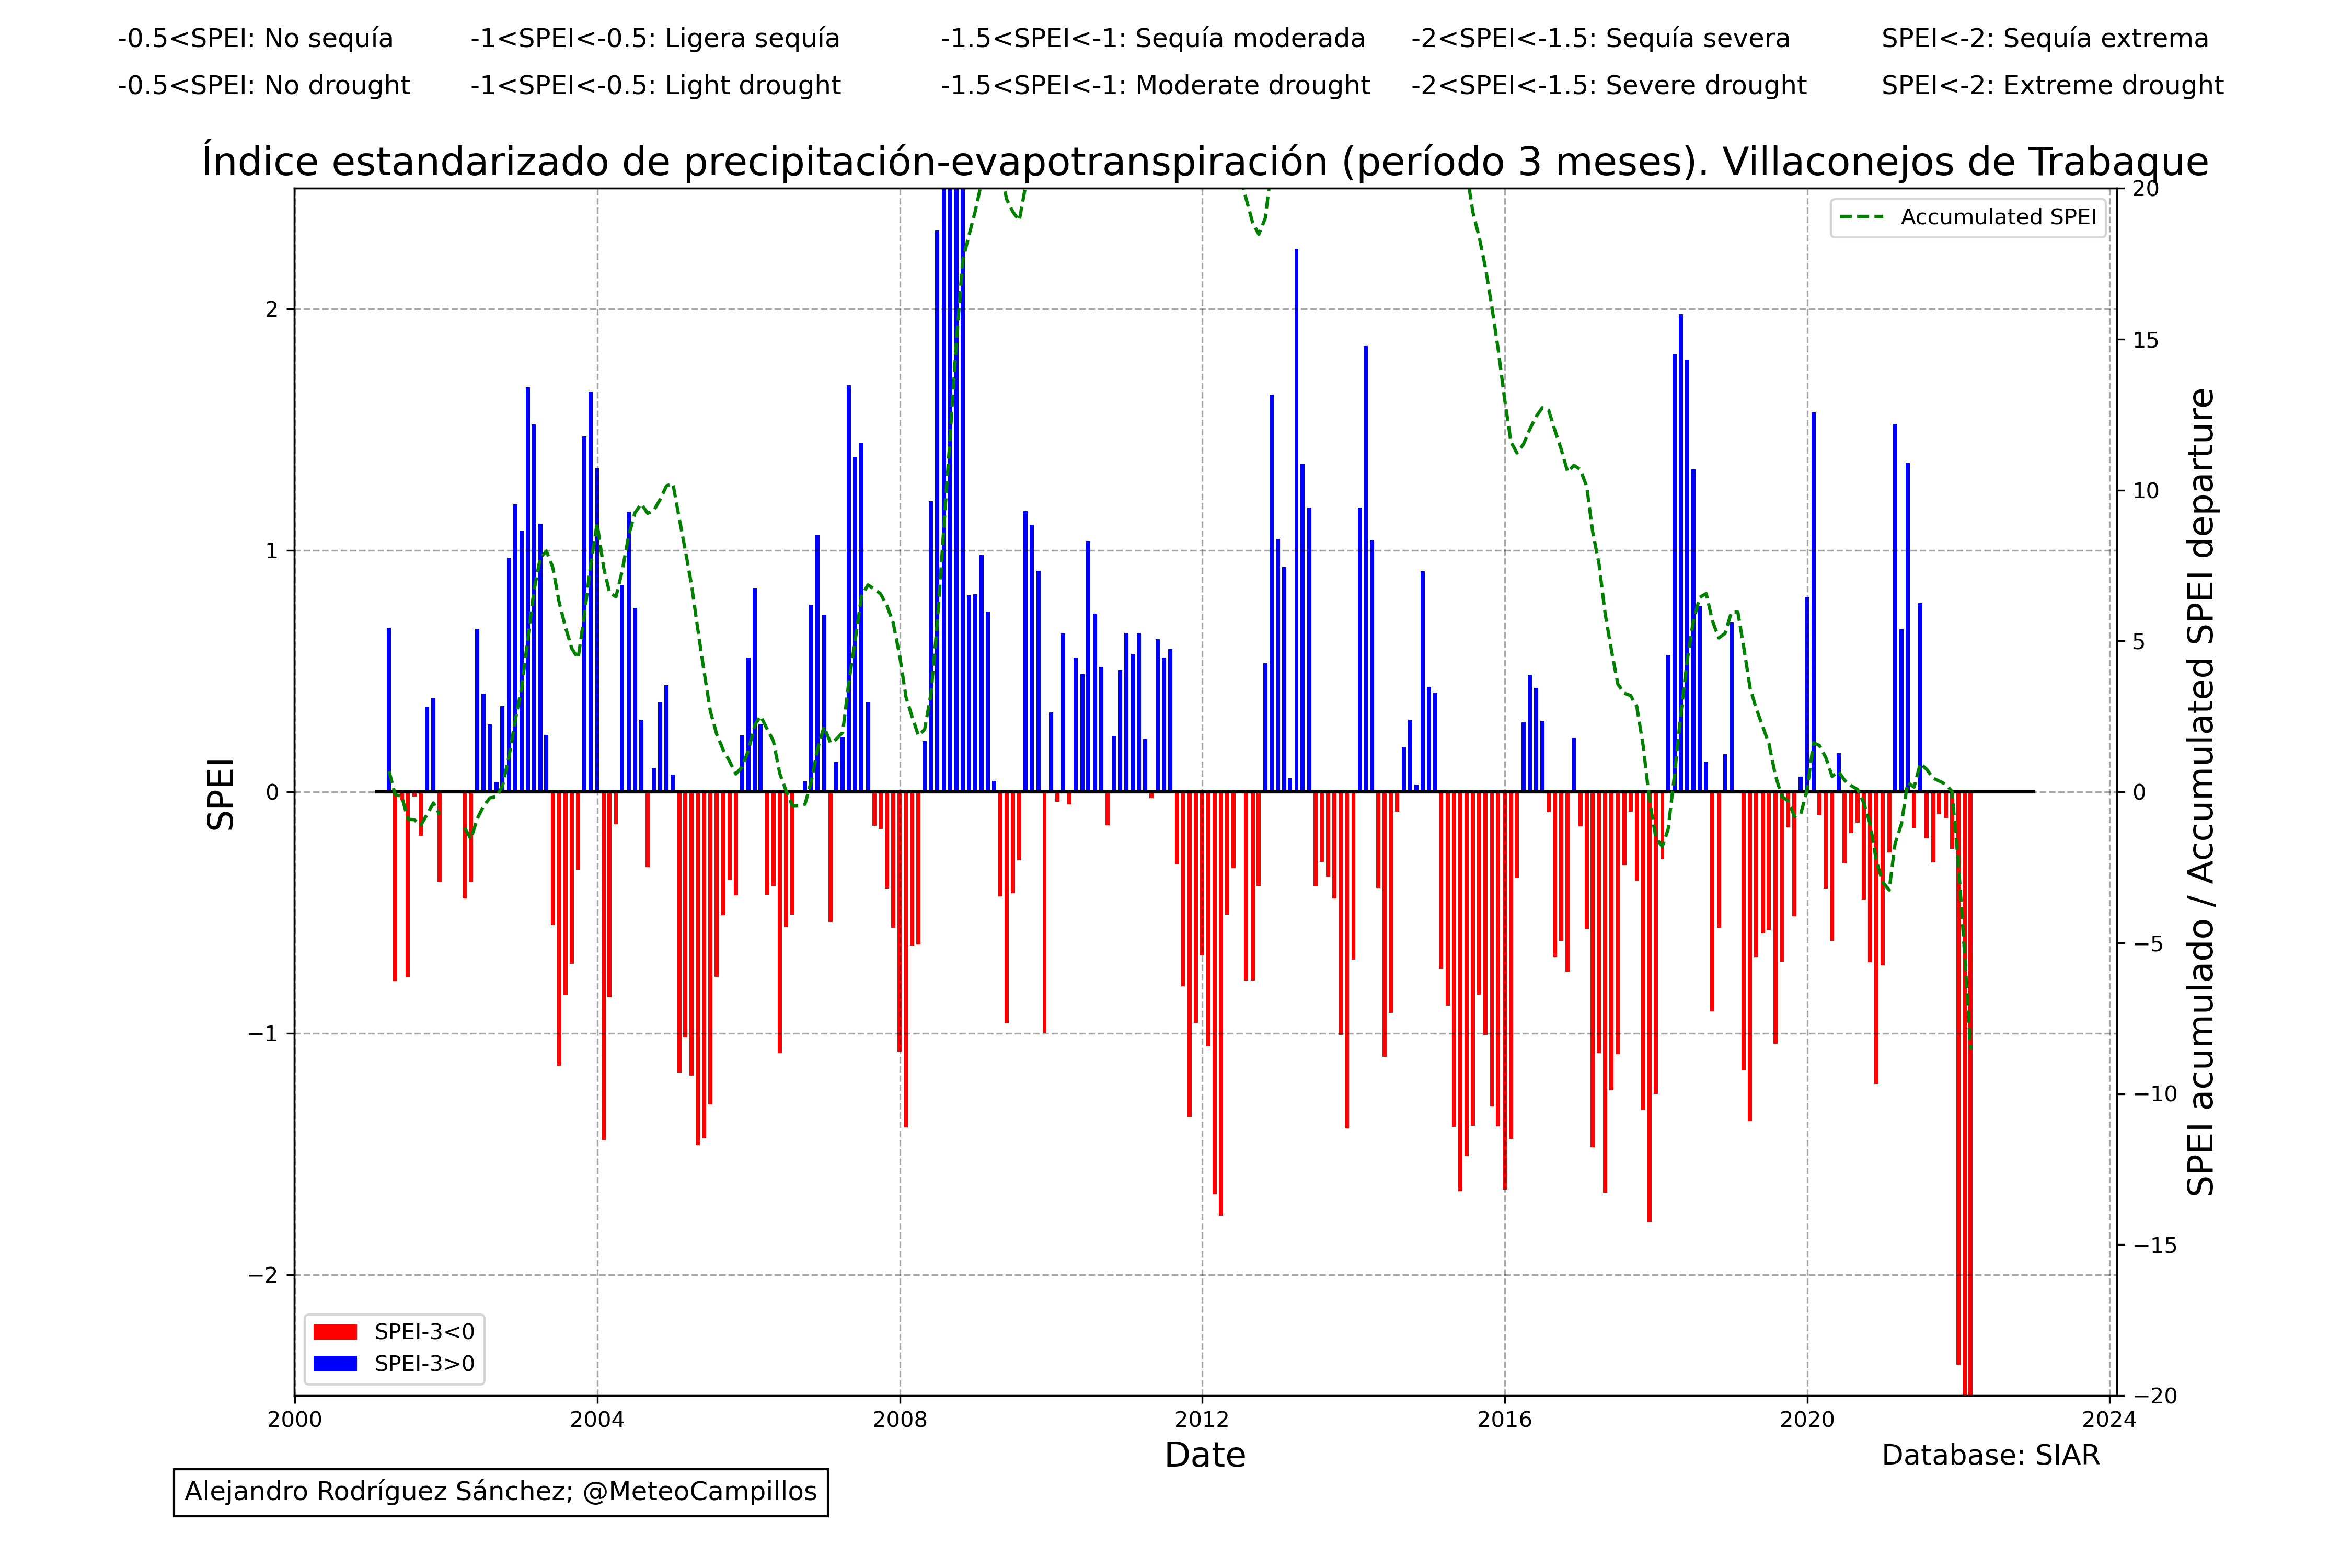 -0.5<SPEI: No sequía -1<SPEI<-0.5: Ligera sequía -1.5<SPEI<-1: Sequía moderada -2<SPEI<-1.5: Sequía severa SPEI<-2: Sequía extrema
-0.5<SPEI: No drought -1<SPEI<-0.5: Light drought -1.5<SPEI<-1: Moderate drought -2<SPEI<-1.5: Severe drought SPEI<-2: Extreme drought
Índice estandarizado de precipitación-evapotranspiración (período 3 meses). Villaconejos de Trabaque
Accumulated SPEI
SPEI
2
1
0
−1
−2
20
15
10
5
0
−5
−10
−15
−20
SPEI acumulado / Accumulated SPEI departure
SPEI-3<0
SPEI-3>0
2000 2004 2008 2012 2016 2020 2024
Date
Database: SIAR
Alejandro Rodríguez Sánchez; @MeteoCampillos